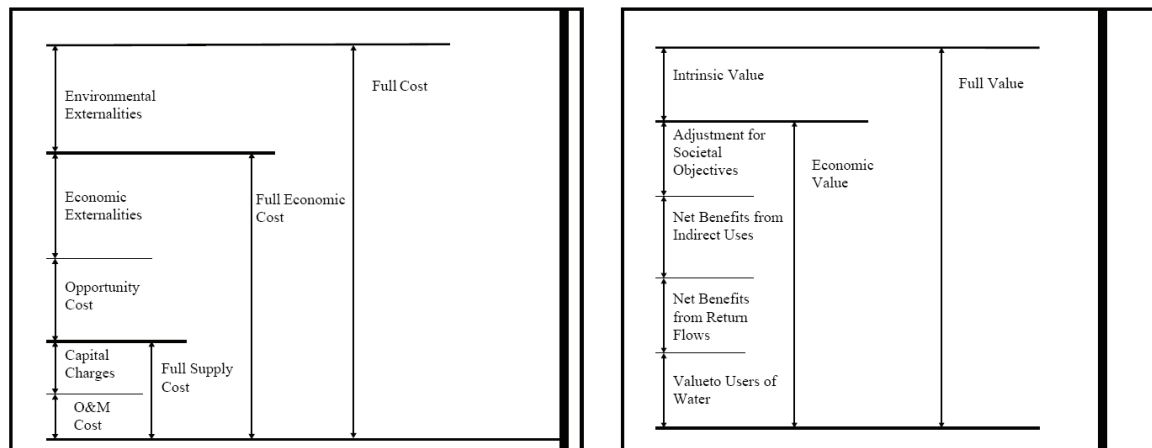 Environmental
Externalities
Full Cost
Economic
Externalities
Full Economic
Cost
Opportunity
Cost
Capital
Charges
Full Supply
Cost
O&M
Cost
Intrinsic Value
Full Value
Adjustment for
Societal
Objectives
Economic
Value
Net Benefits from
Indirect Uses
Net Benefits
from Return
Flows
Valueto Users of
Water